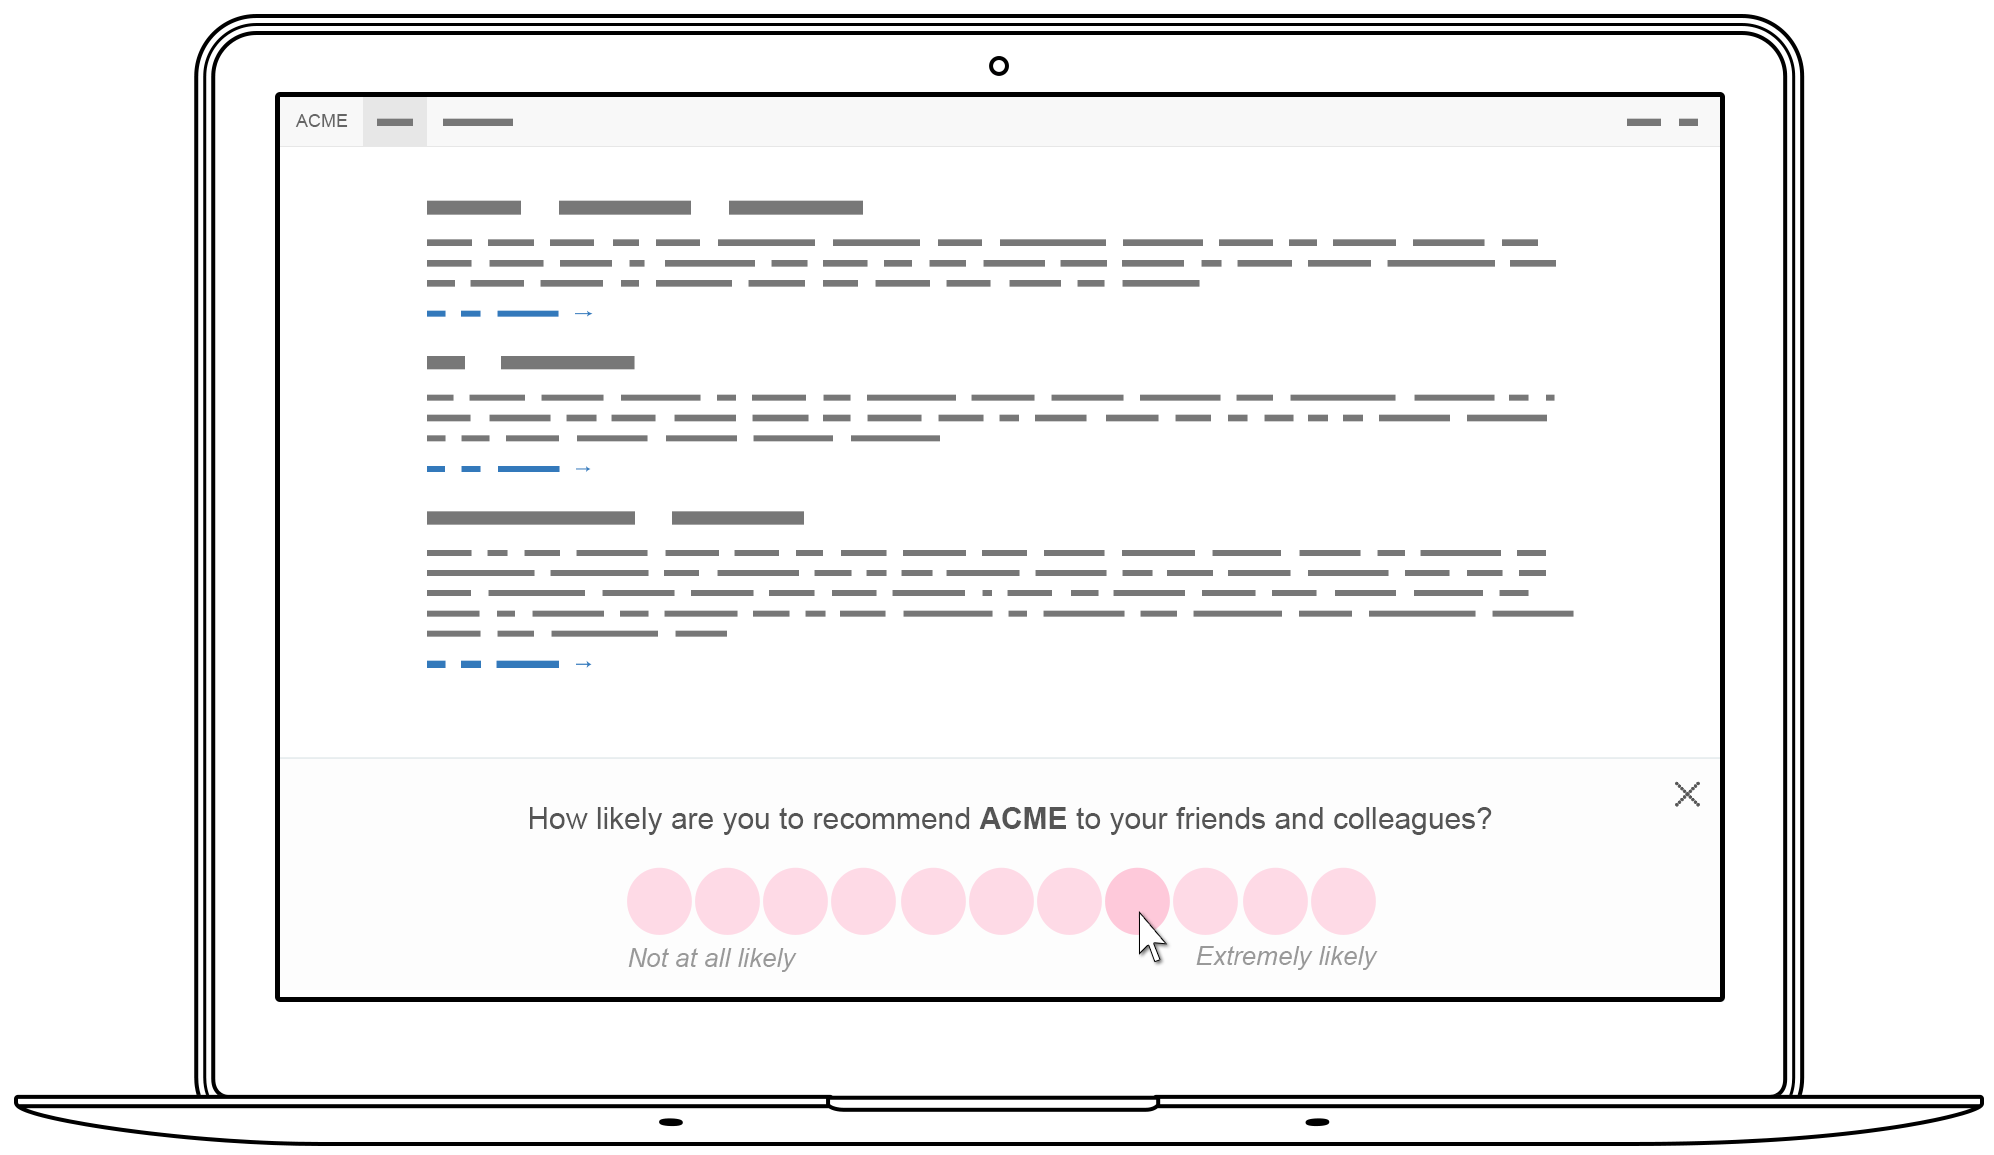 ACME
How likely are you to recommend ACME to your friends and colleagues?
Not at all likely
Extremely likely